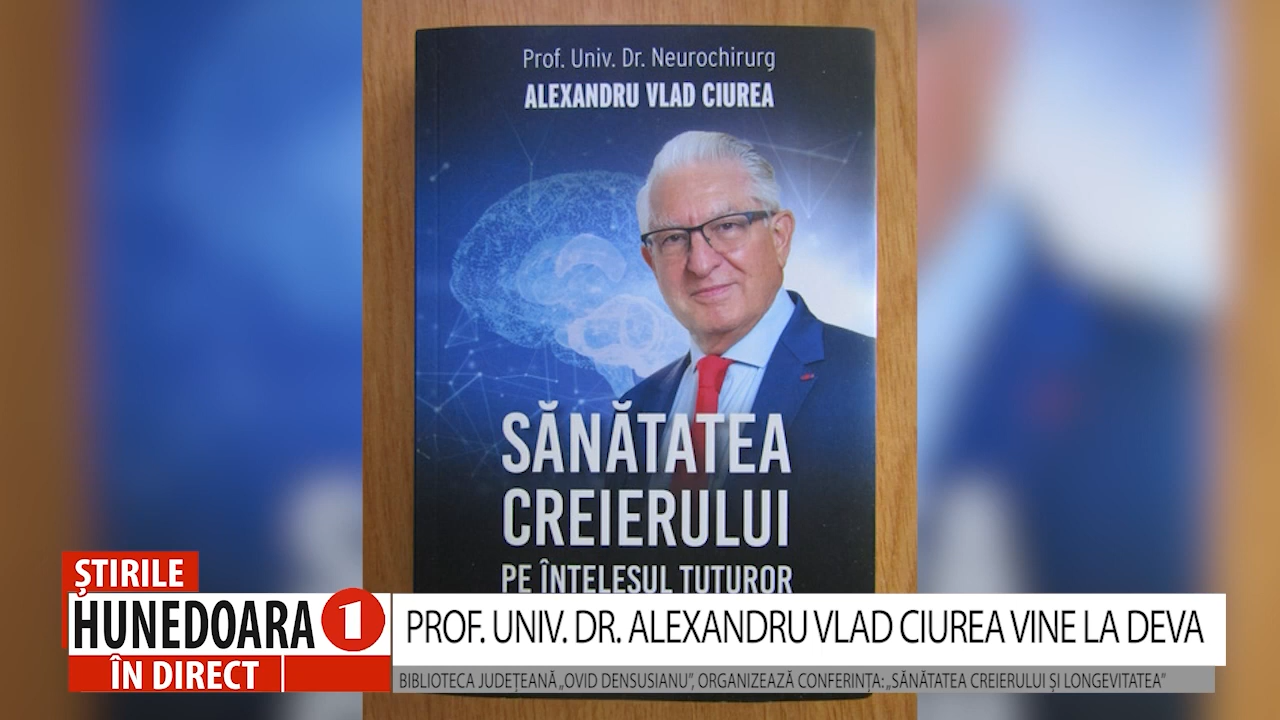 Prof. Univ. Dr. Neurochirurg
ALEXANDRU VLAD CIUREA
SĂNĂTATEA
CREIERULUI
PE ÎNȚELESUL TUTUROR
ȘTIRILE
HUNEDOARA 1
ÎN DIRECT
PROF. UNIV. DR. ALEXANDRU VLAD CIUREA VINE LA DEVA
BIBLIOTECA JUDEȚEANĂ „OVID DENSUSIANU”, ORGANIZEAZĂ CONFERINȚA: „SĂNĂTATEA CREIERULUI ȘI LONGEVITATEA”